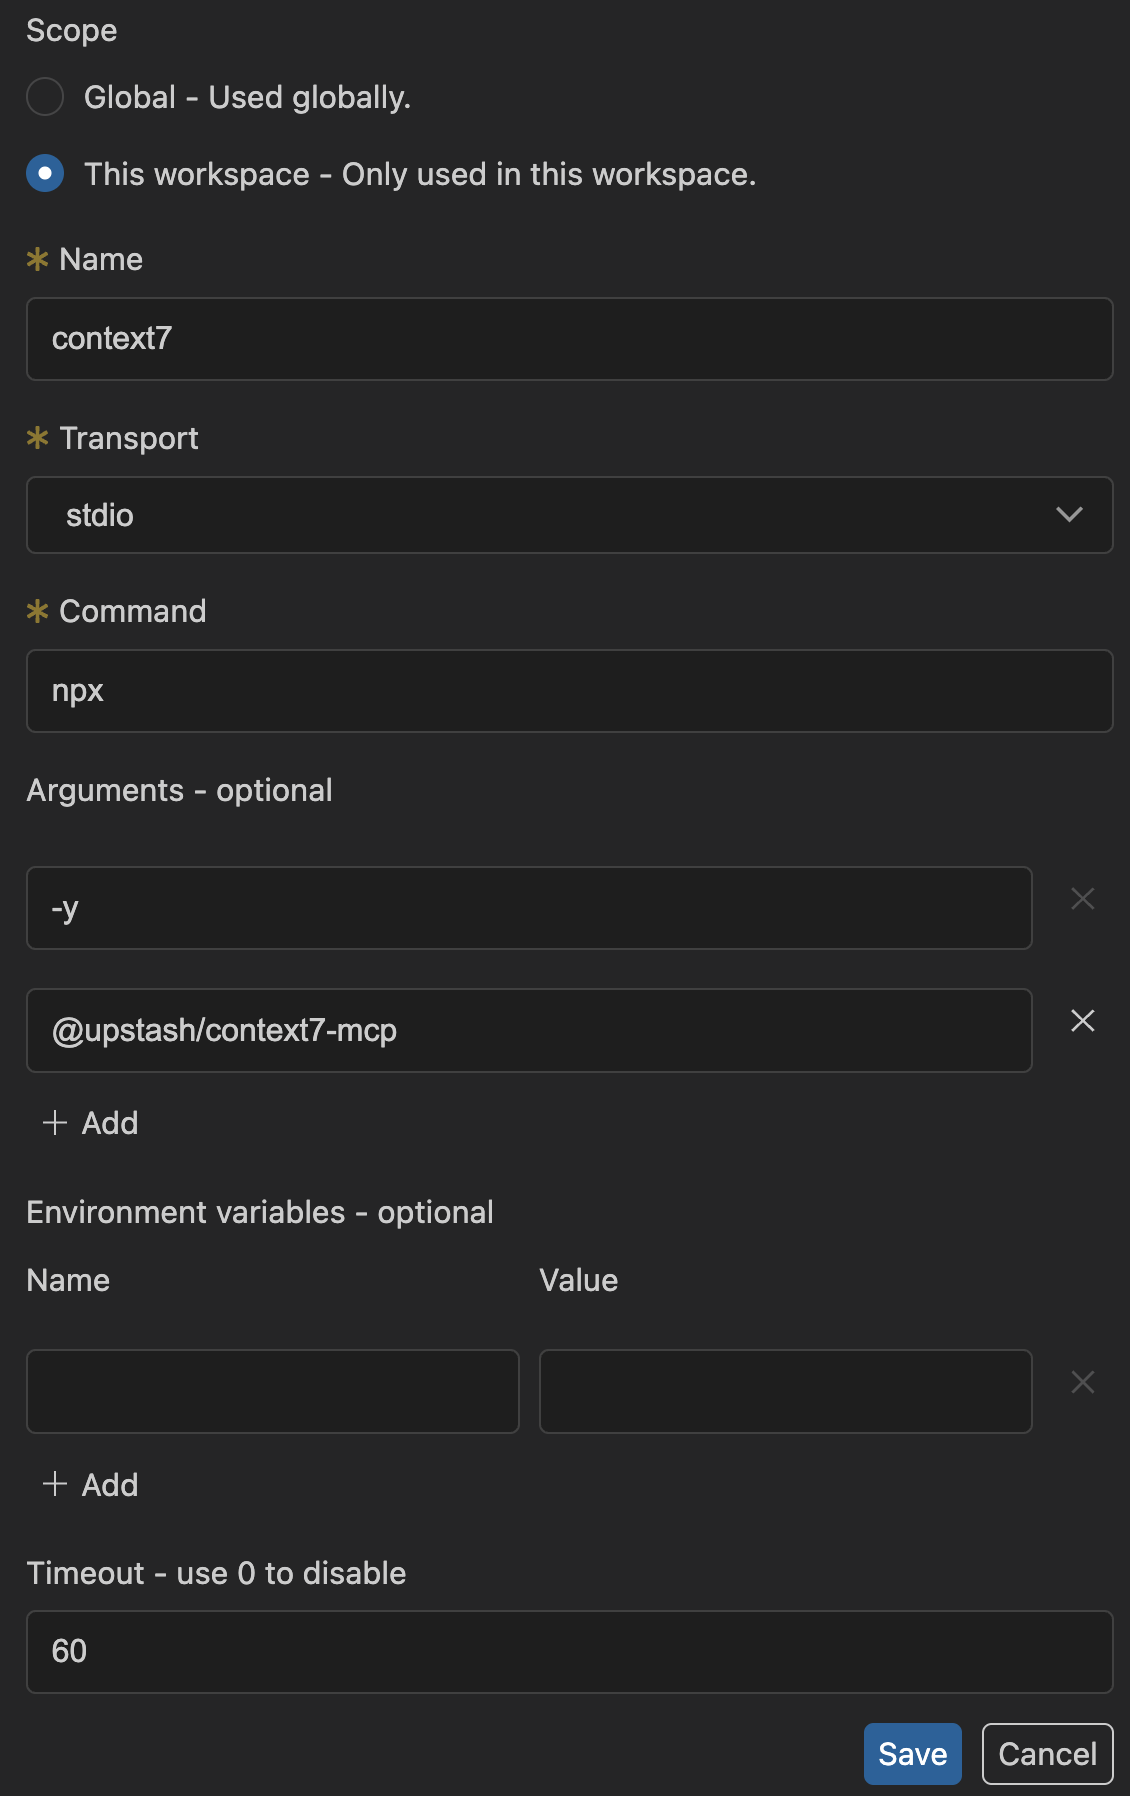 Scope
Global - Used globally.
This workspace - Only used in this workspace.
* Name
context7
* Transport
stdio
* Command
npx
Arguments - optional
-y
@upstash/context7-mcp
+ Add
Environment variables - optional
Name Value
+ Add
Timeout - use 0 to disable
60
Save Cancel